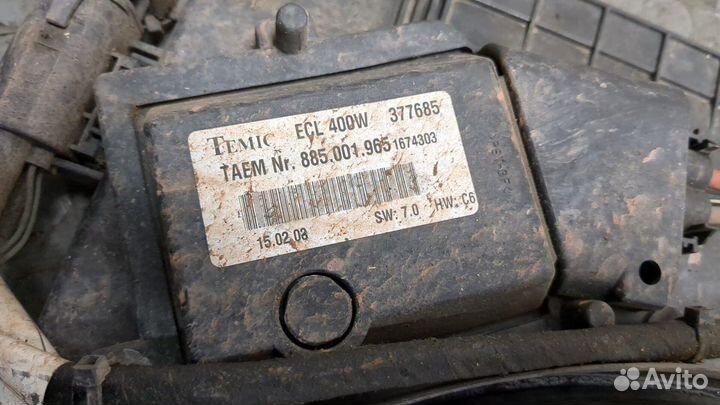 TEMIC ECL 400W 377685
TAEM Nr. 885.001.965 1674303
SW: 7.0 HW: C6
15.02.03
Avito